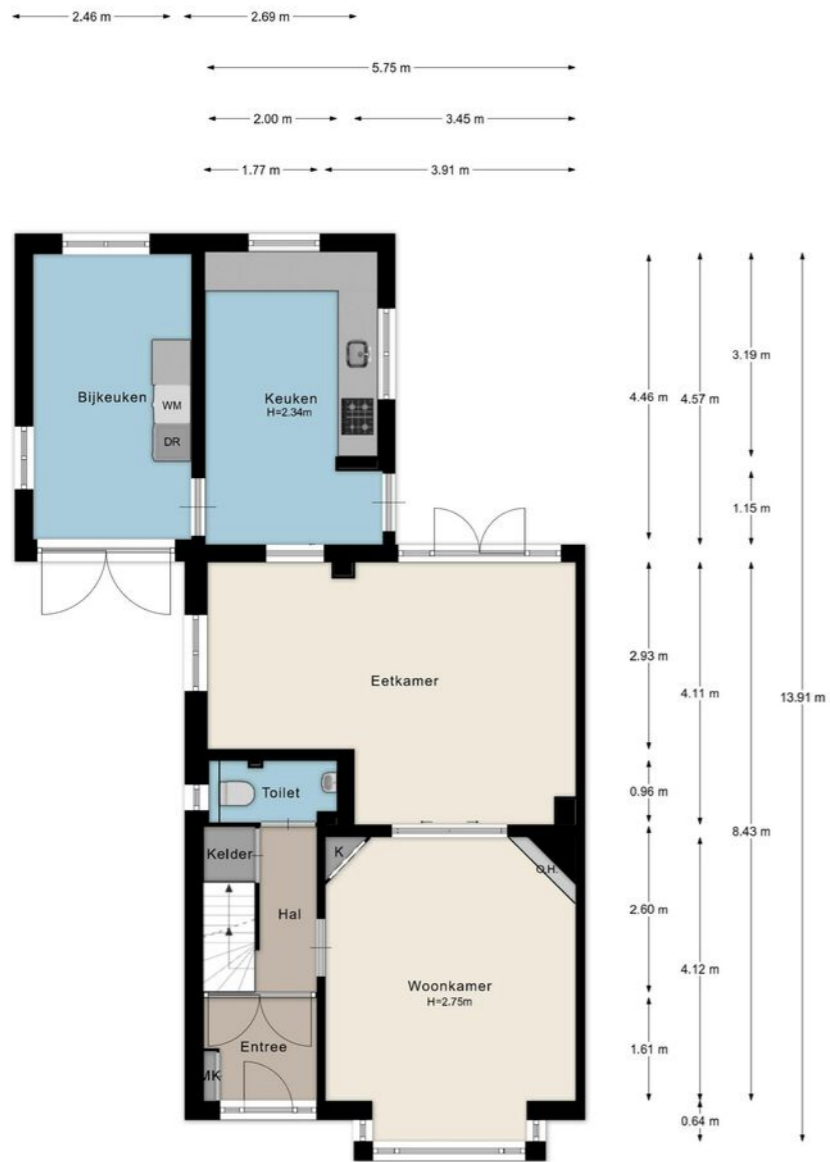 2.46 m 2.69 m
5.75 m
2.00 m 3.45 m
1.77 m 3.91 m
3.19 m
Bijkeuken
Keuken
H=2.34m
4.46 m 4.57 m
WM
DR
1.15 m
2.93 m
Eetkamer
4.11 m
13.91 m
Toilet
0.96 m
8.43 m
Kelder
K
O.H.
2.60 m
Hal
4.12 m
Woonkamer
H=2.75m
Entree
1.61 m
MK
0.64 m